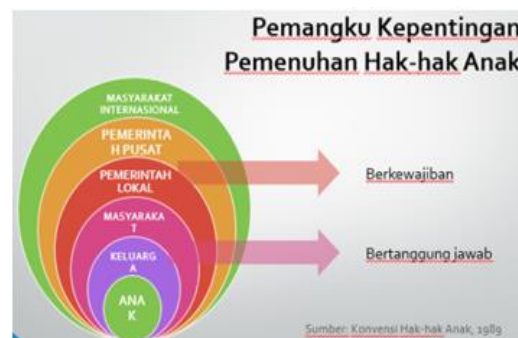 Pemangku Kepentingan
Pemenuhan Hak-hak Anak
MASYARAKAT
INTERNASIONAL
PEMERINTA
H PUSAT
PEMERINTAH
LOKAL
MASYARAKA
T
KELUARG
A
ANA
K
Berkewajiban
Bertanggung jawab
Sumber: Konvensi Hak-hak Anak, 1989